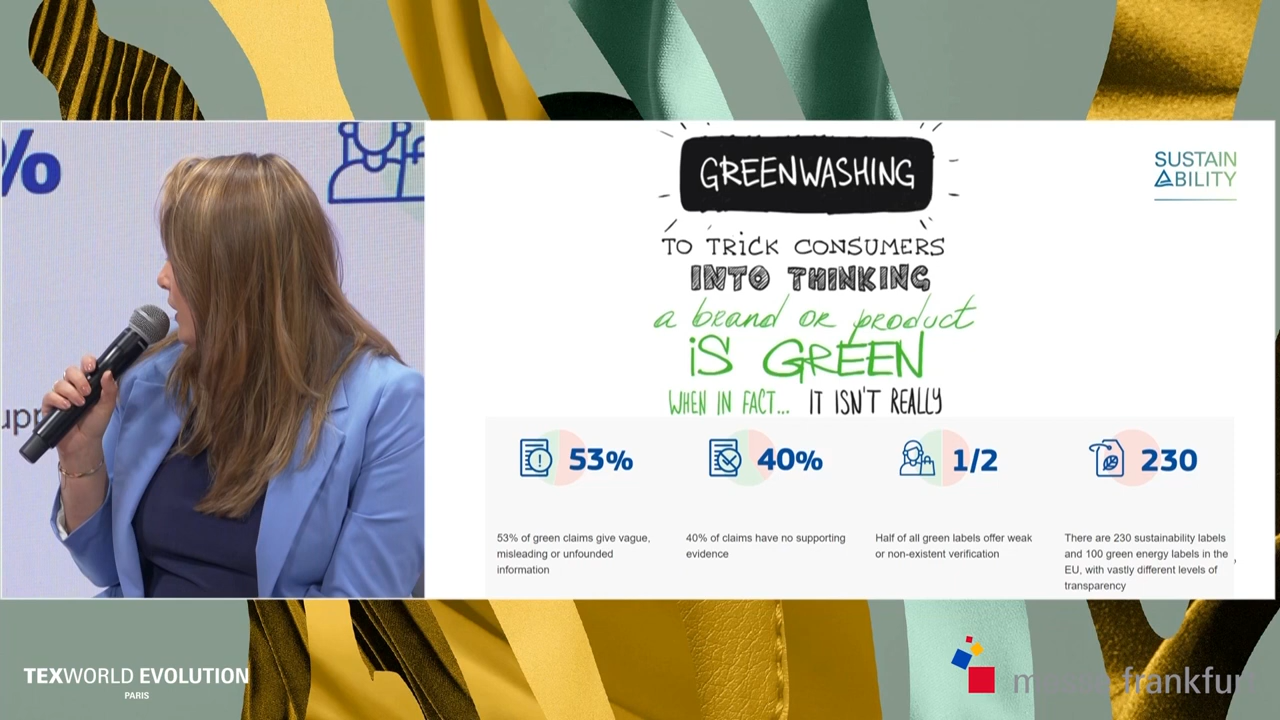 %
upp
GREENWASHING
TO TRICK CONSUMERS
INTO THINKING
a brand or product
IS GREEN
WHEN IN FACT... IT ISN'T REALLY
SUSTAIN
ABILITY
53%
53% of green claims give vague,
misleading or unfounded
information
40%
40% of claims have no supporting
evidence
1/2
Half of all green labels offer weak
or non-existent verification
230
There are 230 sustainability labels
and 100 green energy labels in the
EU, with vastly different levels of
transparency
TEXWORLD EVOLUTION
PARIS
messe frankfurt